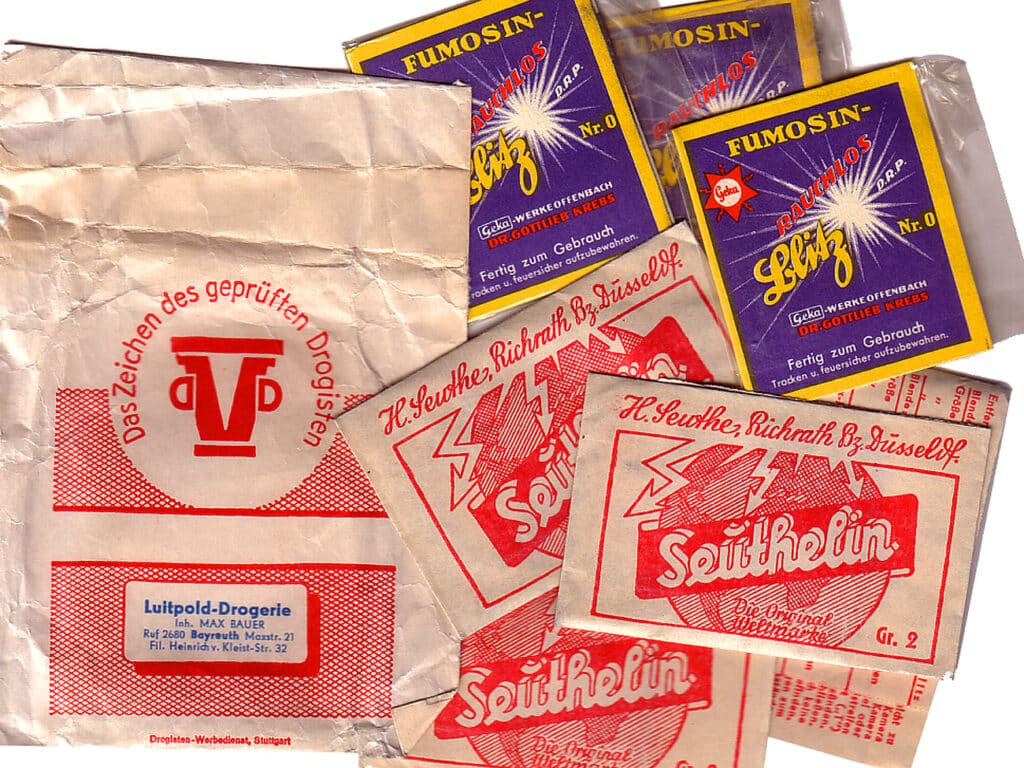 Das Zeichen des geprüften Drogisten
D V D
Luitpold-Drogerie
Inh. MAX BAUER
Ruf 2680 Bayreuth Maxstr. 21
Fil. Heinrich v. Kleist-Str. 32
Drogisten-Werbedienst, Stuttgart
FUMOSIN-
RAUCHLOS
D.R.P.
Blitz
Nr. 0
Geka-WERKE OFFENBACH
DR. GOTTLIEB KREBS
Fertig zum Gebrauch
Trocken u. feuersicher aufzubewahren.
FUMOSIN-
RAUCHLOS
D.R.P.
FUMOSIN-
Geka
RAUCHLOS
D.R.P.
Blitz
Nr. 0
Geka-WERKE OFFENBACH
DR. GOTTLIEB KREBS
Fertig zum Gebrauch
Trocken u. feuersicher aufzubewahren.
H. Seuthe, Richrath Bz. Düsseldf.
H. Seuthe, Richrath Bz. Düsseldf.
Seuthelin
Die Original
Weltmarke
Gr. 2
Seuthelin
Die Original